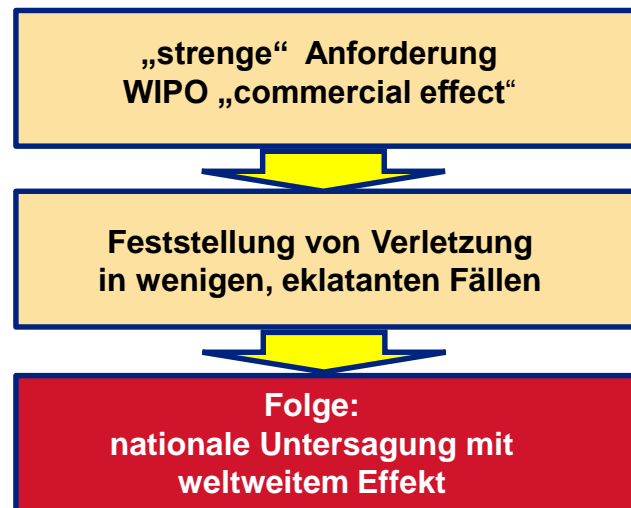 „strenge“ Anforderung
WIPO „commercial effect“
Feststellung von Verletzung
in wenigen, eklatanten Fällen
Folge:
nationale Untersagung mit
weltweitem Effekt